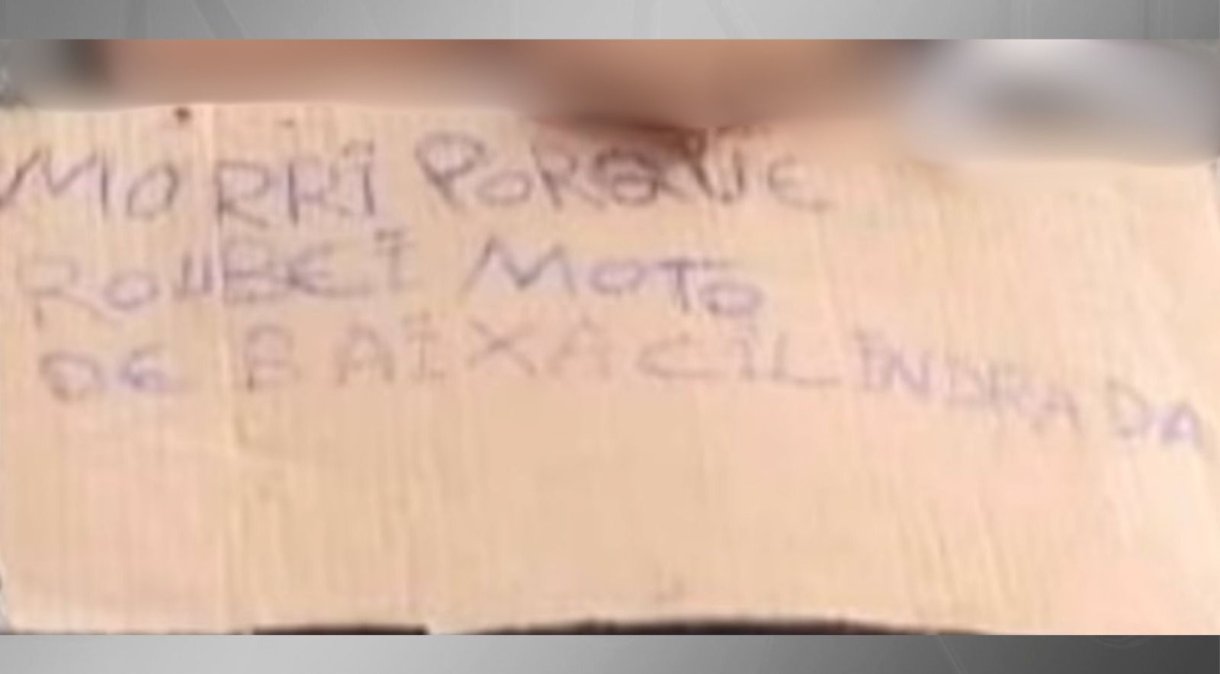 MORRI PORQUE
ROUBEI MOTO
DE BAIXA CILINDRADA